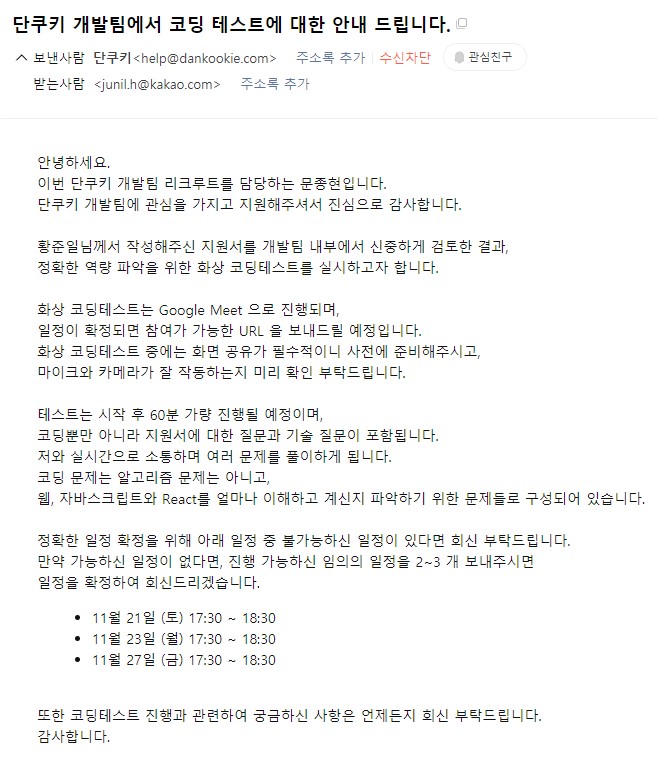 단쿠키 개발팀에서 코딩 테스트에 대한 안내 드립니다.
보낸사람 단쿠키<help@dankookie.com> 주소록 추가 수신차단 관심친구
받는사람 <junil.h@kakao.com> 주소록 추가
안녕하세요.
이번 단쿠키 개발팀 리크루트를 담당하는 문종현입니다.
단쿠키 개발팀에 관심을 가지고 지원해주셔서 진심으로 감사합니다.
황준일님께서 작성해주신 지원서를 개발팀 내부에서 신중하게 검토한 결과,
정확한 역량 파악을 위한 화상 코딩테스트를 실시하고자 합니다.
화상 코딩테스트는 Google Meet 으로 진행되며,
일정이 확정되면 참여가 가능한 URL 을 보내드릴 예정입니다.
화상 코딩테스트 중에는 화면 공유가 필수적이니 사전에 준비해주시고,
마이크와 카메라가 잘 작동하는지 미리 확인 부탁드립니다.
테스트는 시작 후 60분 가량 진행될 예정이며,
코딩뿐만 아니라 지원서에 대한 질문과 기술 질문이 포함됩니다.
저와 실시간으로 소통하며 여러 문제를 풀이하게 됩니다.
코딩 문제는 알고리즘 문제는 아니고,
웹, 자바스크립트와 React를 얼마나 이해하고 계신지 파악하기 위한 문제들로 구성되어 있습니다.
정확한 일정 확정을 위해 아래 일정 중 불가능하신 일정이 있다면 회신 부탁드립니다.
만약 가능하신 일정이 없다면, 진행 가능하신 임의의 일정을 2~3 개 보내주시면
일정을 확정하여 회신드리겠습니다.
• 11월 21일 (토) 17:30 ~ 18:30
• 11월 23일 (월) 17:30 ~ 18:30
• 11월 27일 (금) 17:30 ~ 18:30
또한 코딩테스트 진행과 관련하여 궁금하신 사항은 언제든지 회신 부탁드립니다.
감사합니다.